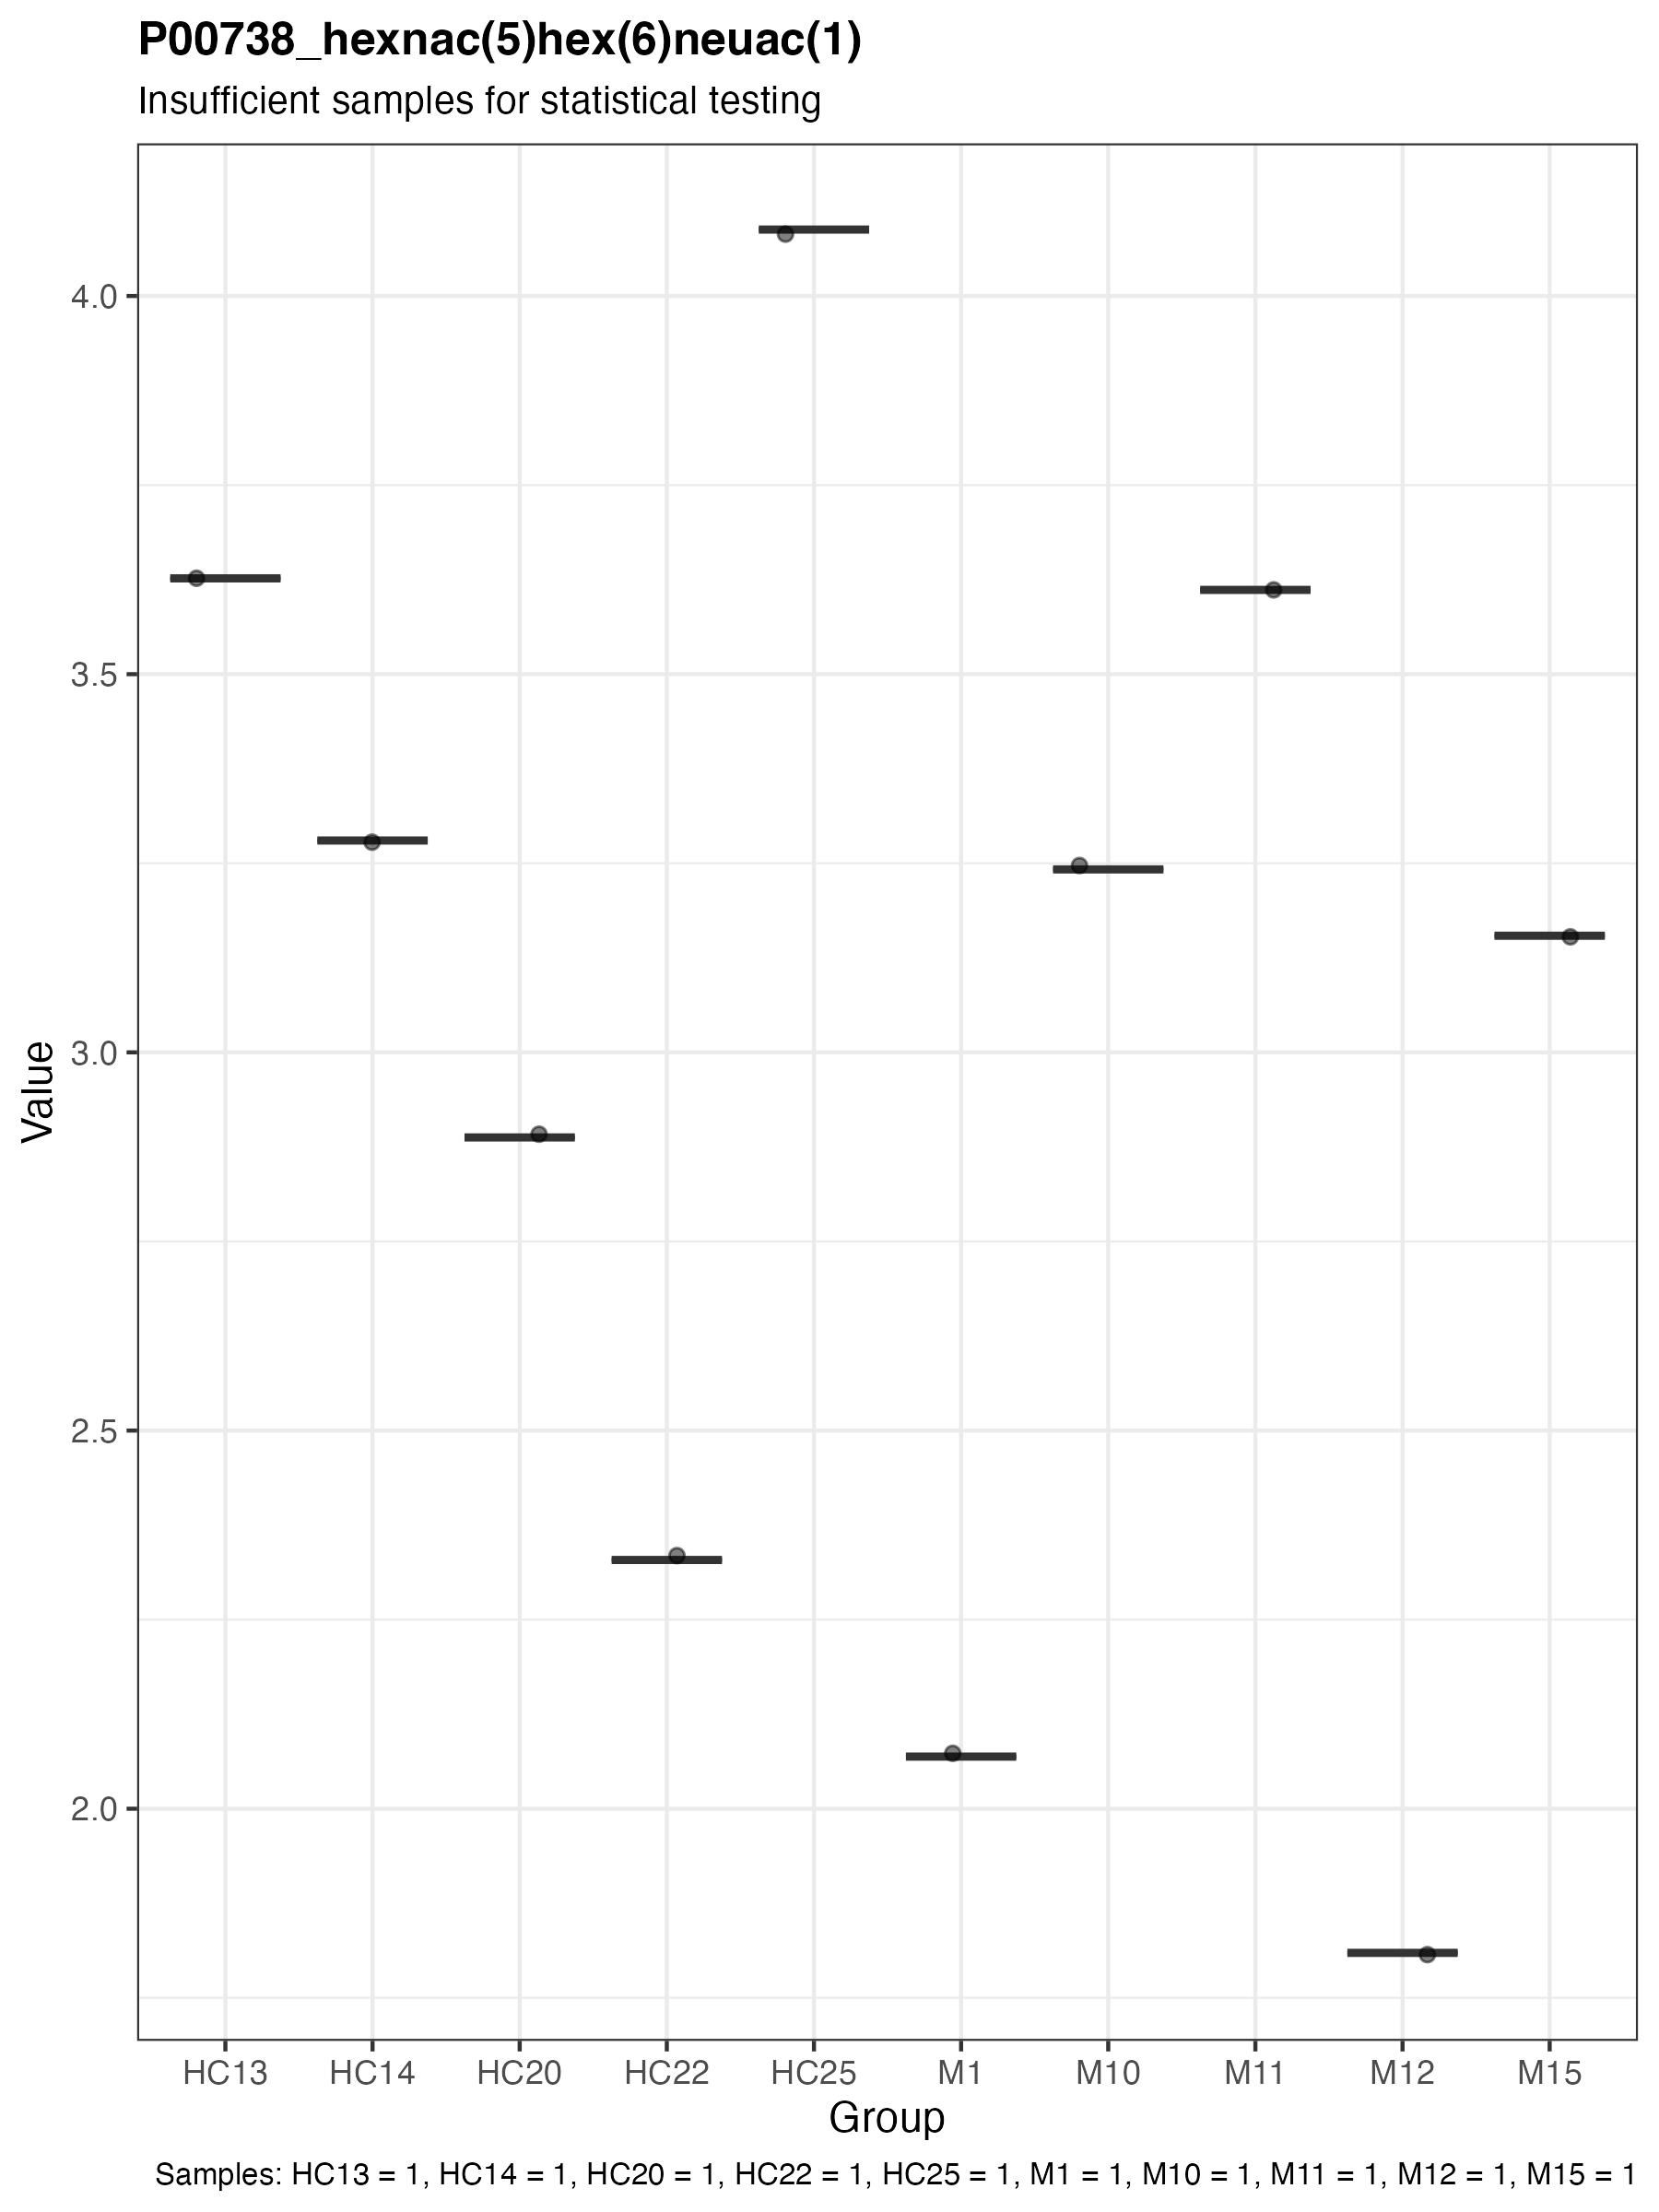 P00738_hexnac(5)hex(6)neuac(1)
Insufficient samples for statistical testing
4.0
3.5
3.0
2.5
2.0
Value
HC13 HC14 HC20 HC22 HC25 M1 M10 M11 M12 M15
Group
Samples: HC13 = 1, HC14 = 1, HC20 = 1, HC22 = 1, HC25 = 1, M1 = 1, M10 = 1, M11 = 1, M12 = 1, M15 = 1